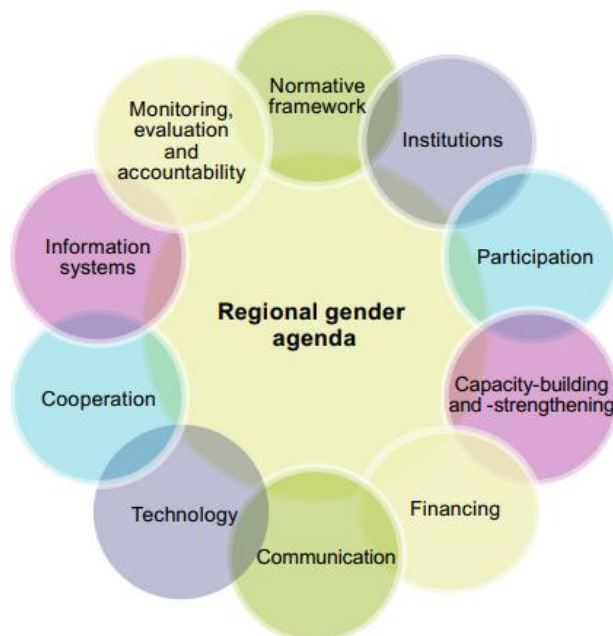 Normative
framework
Institutions
Participation
Capacity-building
and -strengthening
Financing
Communication
Technology
Cooperation
Information
systems
Monitoring,
evaluation
and
accountability
Regional gender
agenda